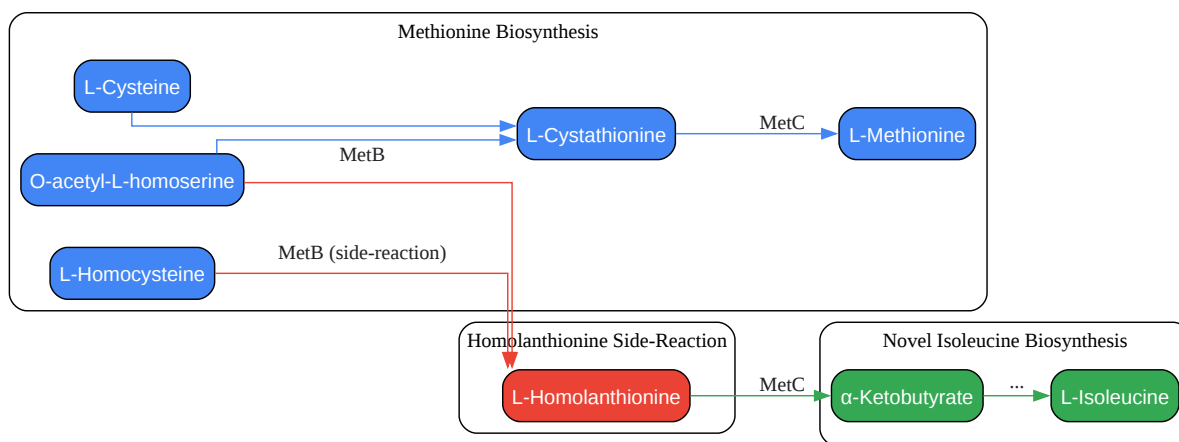 Methionine Biosynthesis
L-Cysteine
L-Cystathionine
MetC
L-Methionine
MetB
O-acetyl-L-homoserine
MetB (side-reaction)
L-Homocysteine
Homolanthionine Side-Reaction
Novel Isoleucine Biosynthesis
L-Homolanthionine
MetC
α-Ketobutyrate
...
L-Isoleucine